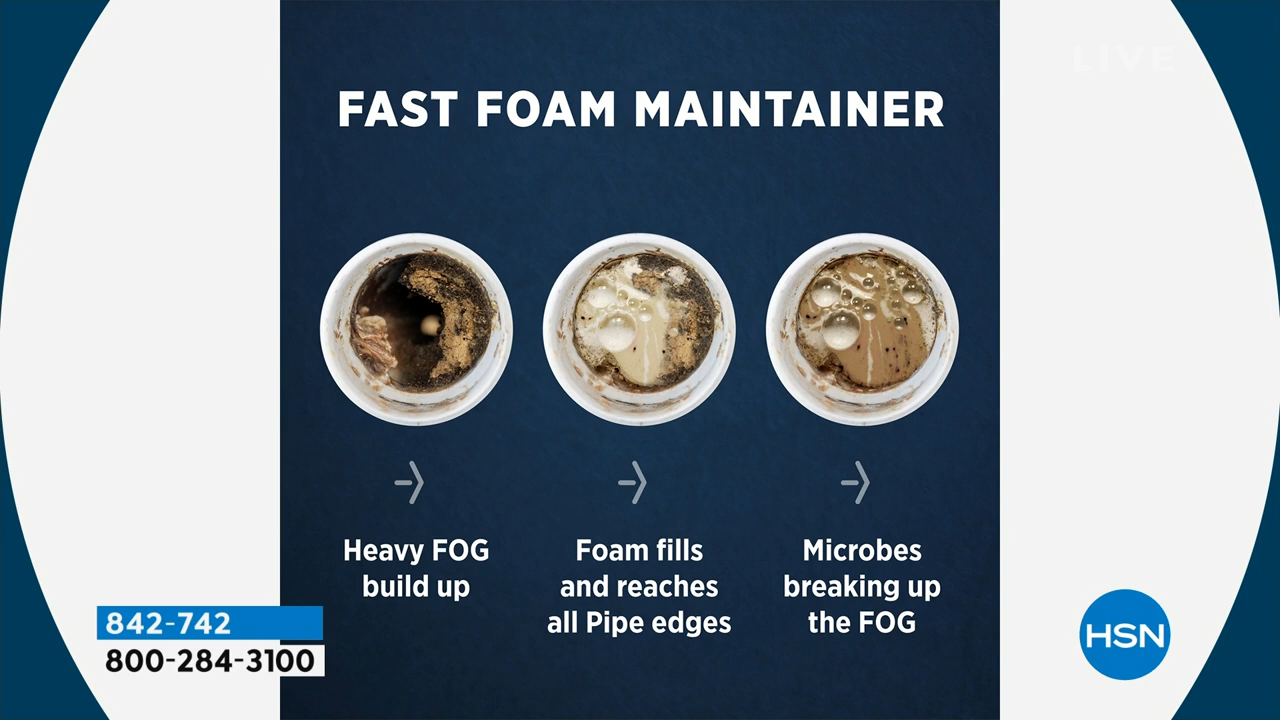 LIVE
FAST FOAM MAINTAINER
Heavy FOG
build up
Foam fills
and reaches
all Pipe edges
Microbes
breaking up
the FOG
842-742
800-284-3100
HSN